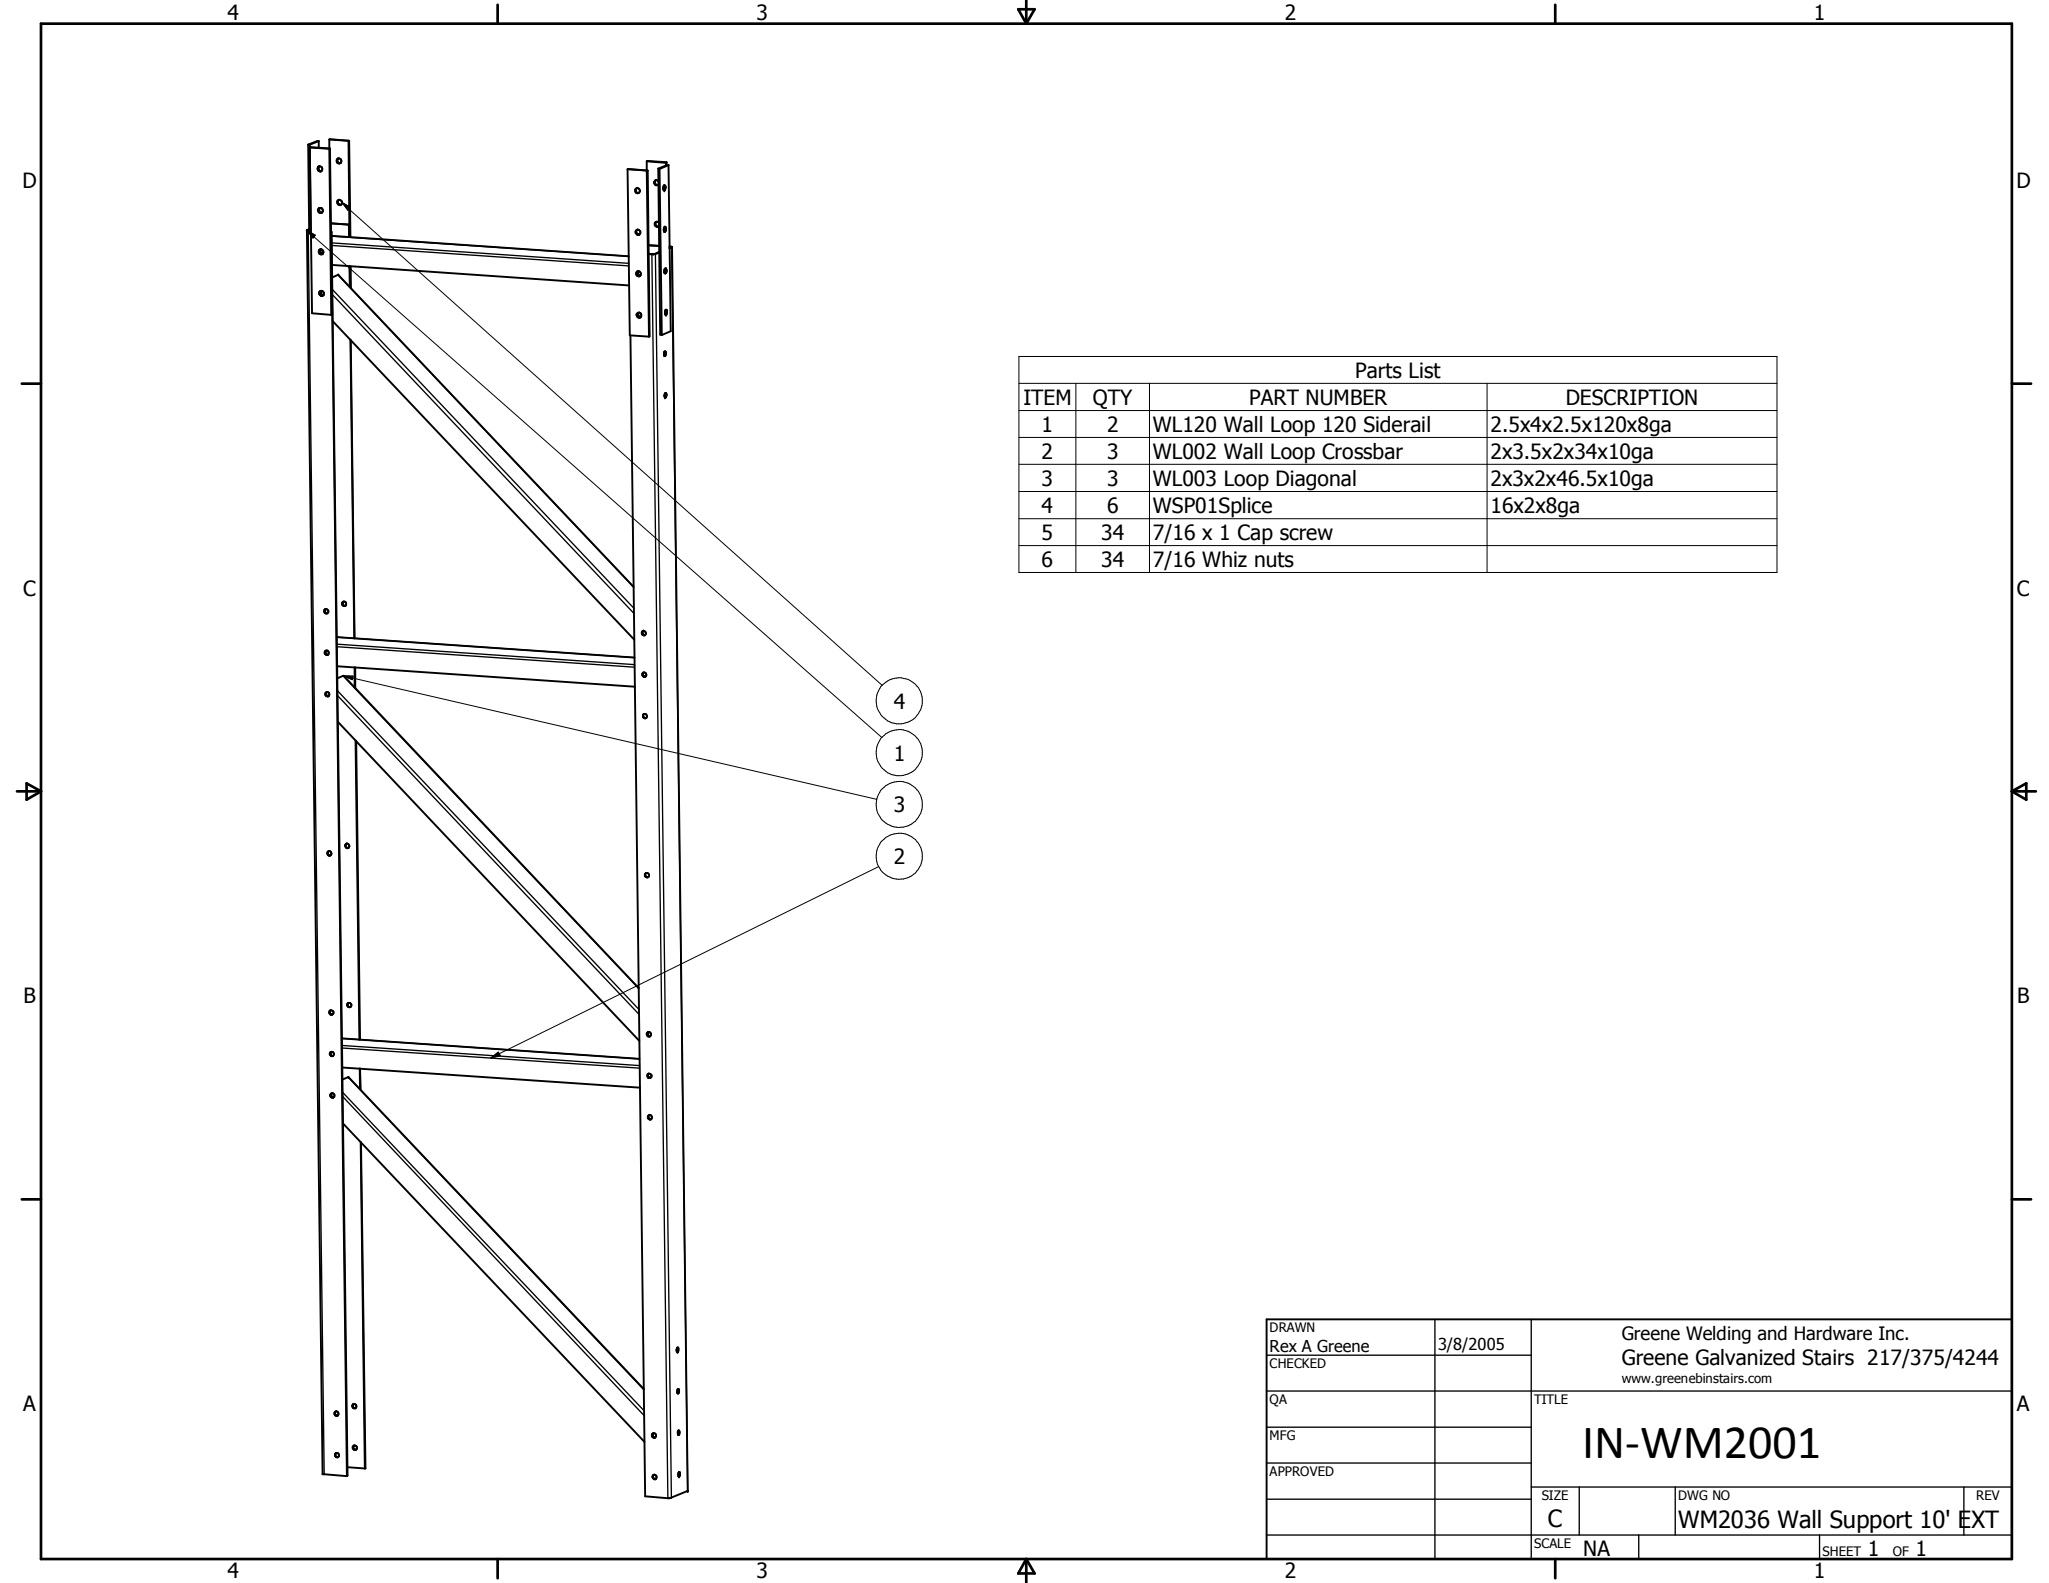 4 3 2 1
D D
Parts List
ITEM QTY PART NUMBER DESCRIPTION
1 2 WL120 Wall Loop 120 Siderail 2.5x4x2.5x120x8ga
2 3 WL002 Wall Loop Crossbar 2x3.5x2x34x10ga
3 3 WL003 Loop Diagonal 2x3x2x46.5x10ga
4 6 WSP01Splice 16x2x8ga
5 34 7/16 x 1 Cap screw
6 34 7/16 Whiz nuts
C C
4
1
3
2
B B
DRAWN
Rex A Greene 3/8/2005
CHECKED
QA
MFG
APPROVED
Greene Welding and Hardware Inc.
Greene Galvanized Stairs 217/375/4244
www.greenebinstairs.com
TITLE
IN-WM2001
A A
SIZE DWG NO REV
C WM2036 Wall Support 10' EXT
SCALE NA SHEET 1 OF 1
4 3 2 1